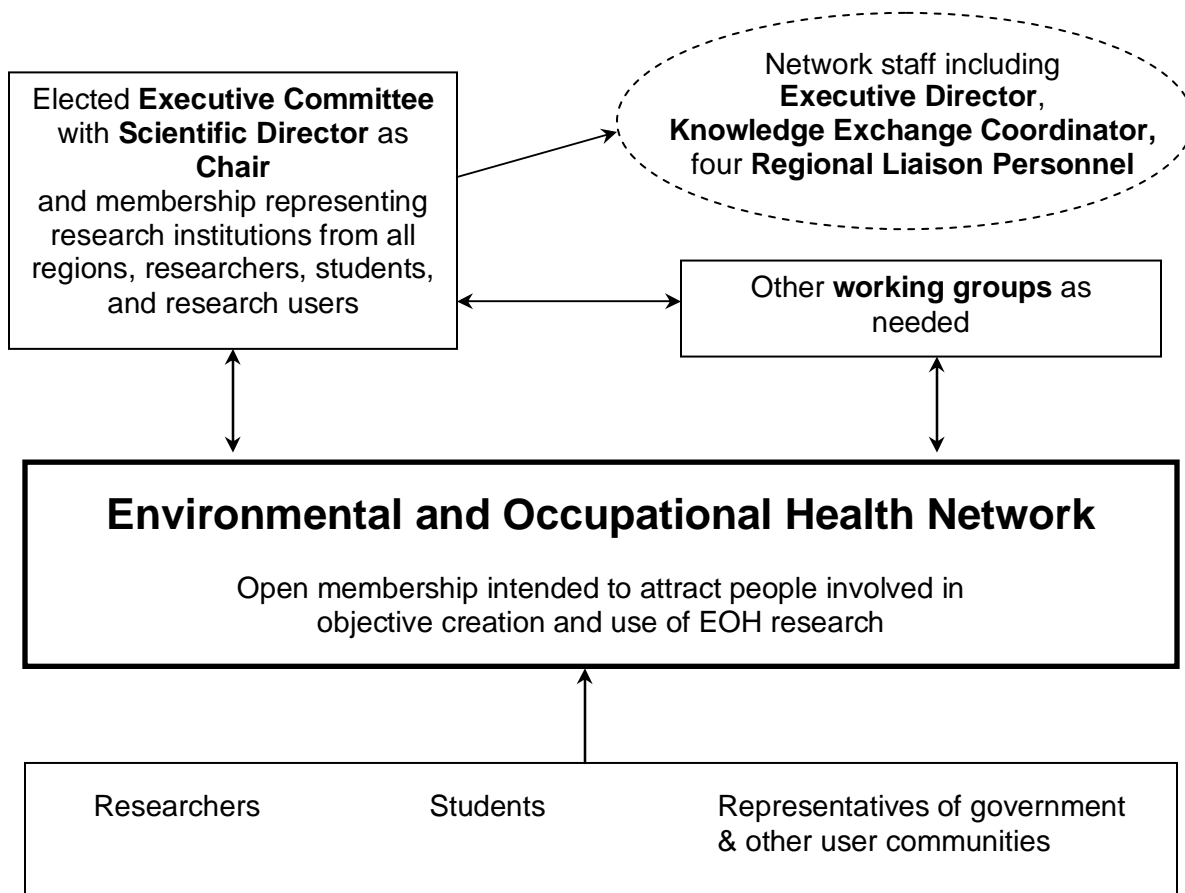 Elected Executive Committee
with Scientific Director as
Chair
and membership representing
research institutions from all
regions, researchers, students,
and research users
Network staff including
Executive Director,
Knowledge Exchange Coordinator,
four Regional Liaison Personnel
Other working groups as
needed
Environmental and Occupational Health Network
Open membership intended to attract people involved in
objective creation and use of EOH research
Researchers
Students
Representatives of government
& other user communities